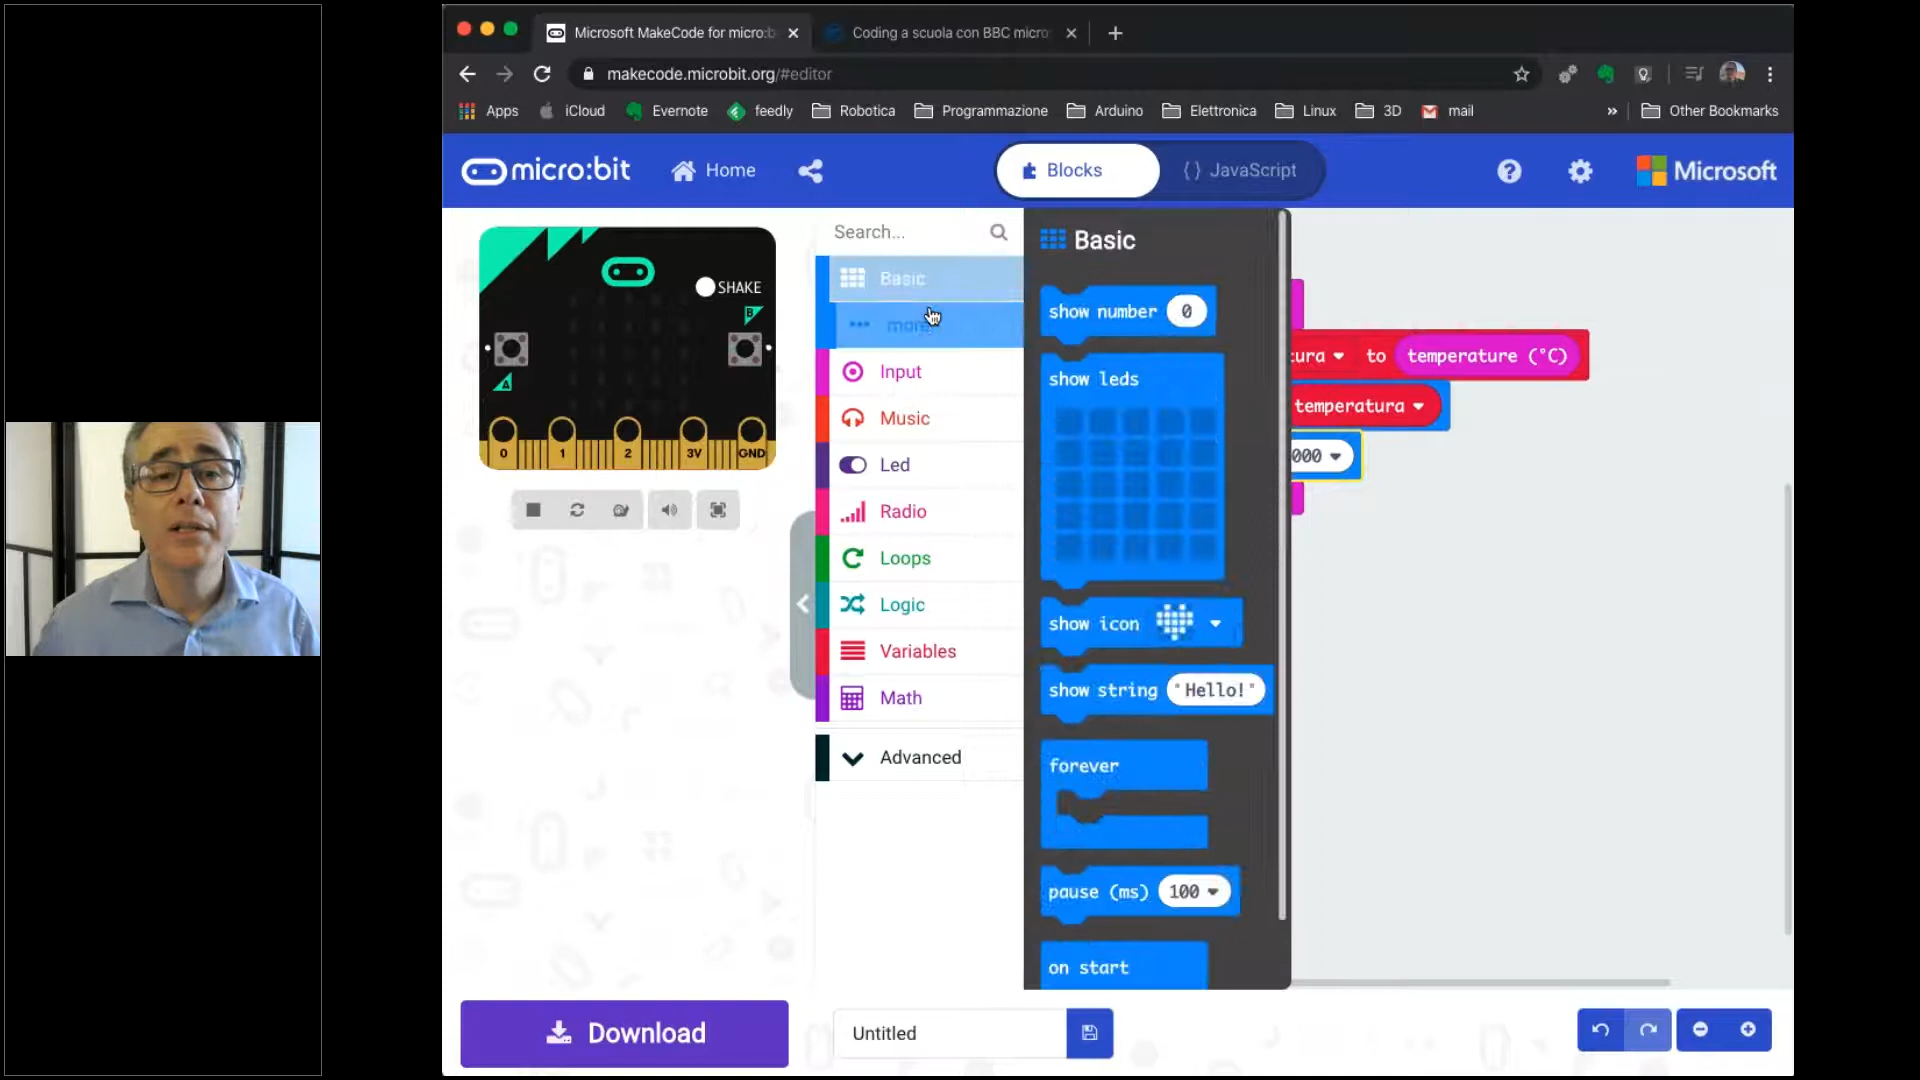 Microsoft MakeCode for micro:b
Coding a scuola con BBC micro
makecode.microbit.org/#editor
Apps iCloud Evernote feedly Robotica Programmazione Arduino Elettronica Linux 3D mail » Other Bookmarks
micro:bit Home Blocks {} JavaScript Microsoft
Search...
Basic
more
Input
Music
Led
Radio
Loops
Logic
Variables
Math
Advanced
SHAKE
B
A
0 1 2 3V GND
Basic
show number 0
show leds
show icon
show string "Hello!"
forever
pause (ms) 100
on start
tura to temperature (°C)
temperatura
000
Download
Untitled